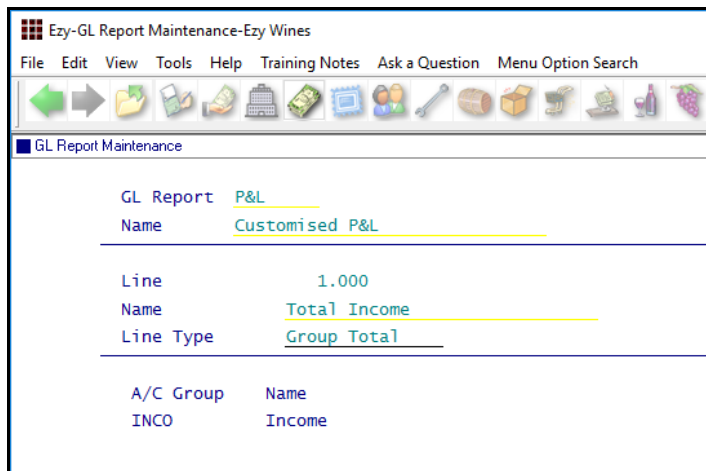 Ezy-GL Report Maintenance-Ezy Wines
File Edit View Tools Help Training Notes Ask a Question Menu Option Search
GL Report Maintenance
GL Report P&L
Name Customised P&L
Line 1.000
Name Total Income
Line Type Group Total
A/C Group Name
INCO Income